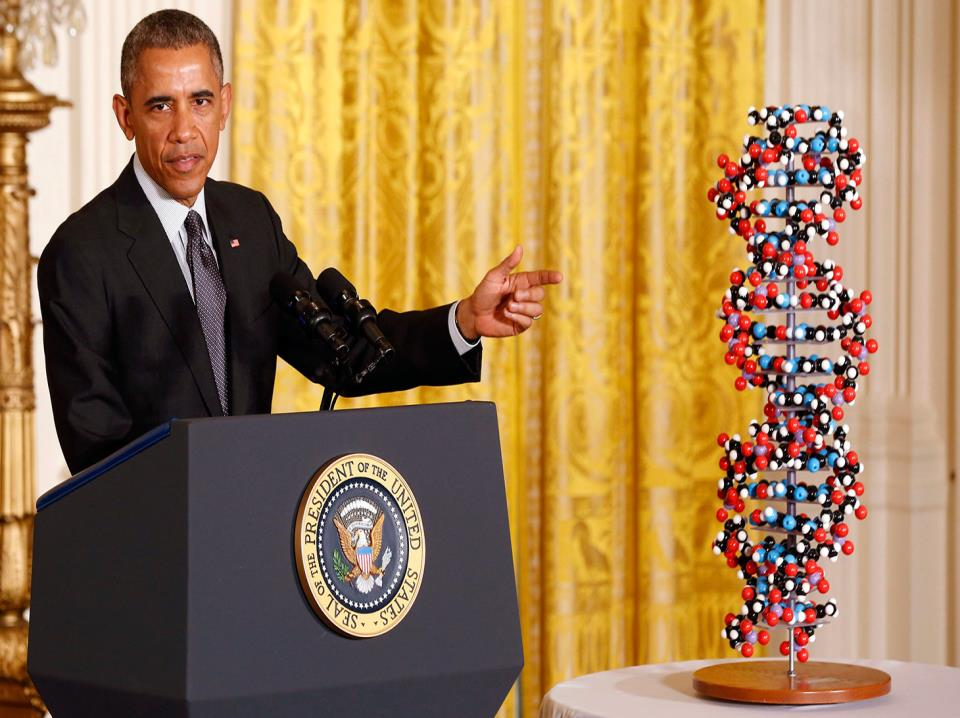 SEAL OF THE PRESIDENT OF THE UNITED STATES